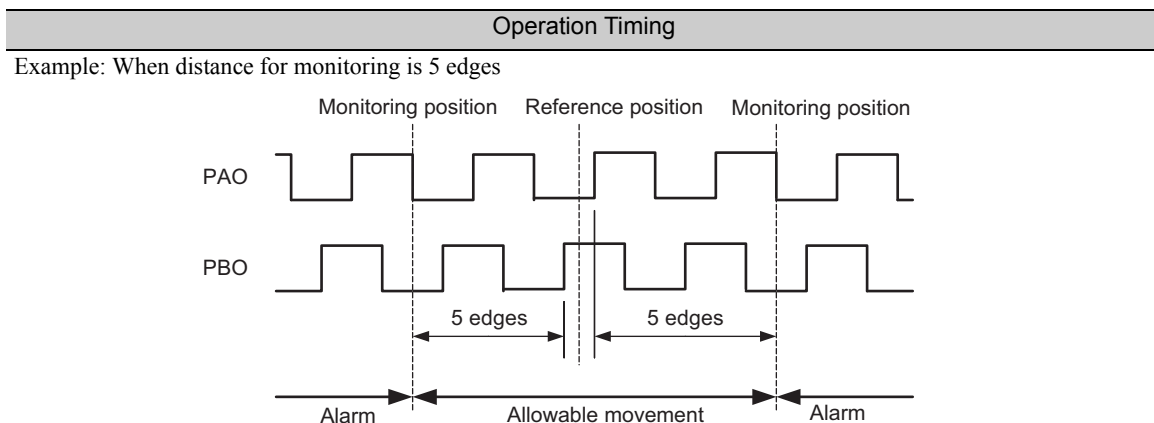 Operation Timing
Example: When distance for monitoring is 5 edges
Monitoring position Reference position Monitoring position
PAO
PBO
5 edges 5 edges
Alarm Allowable movement Alarm